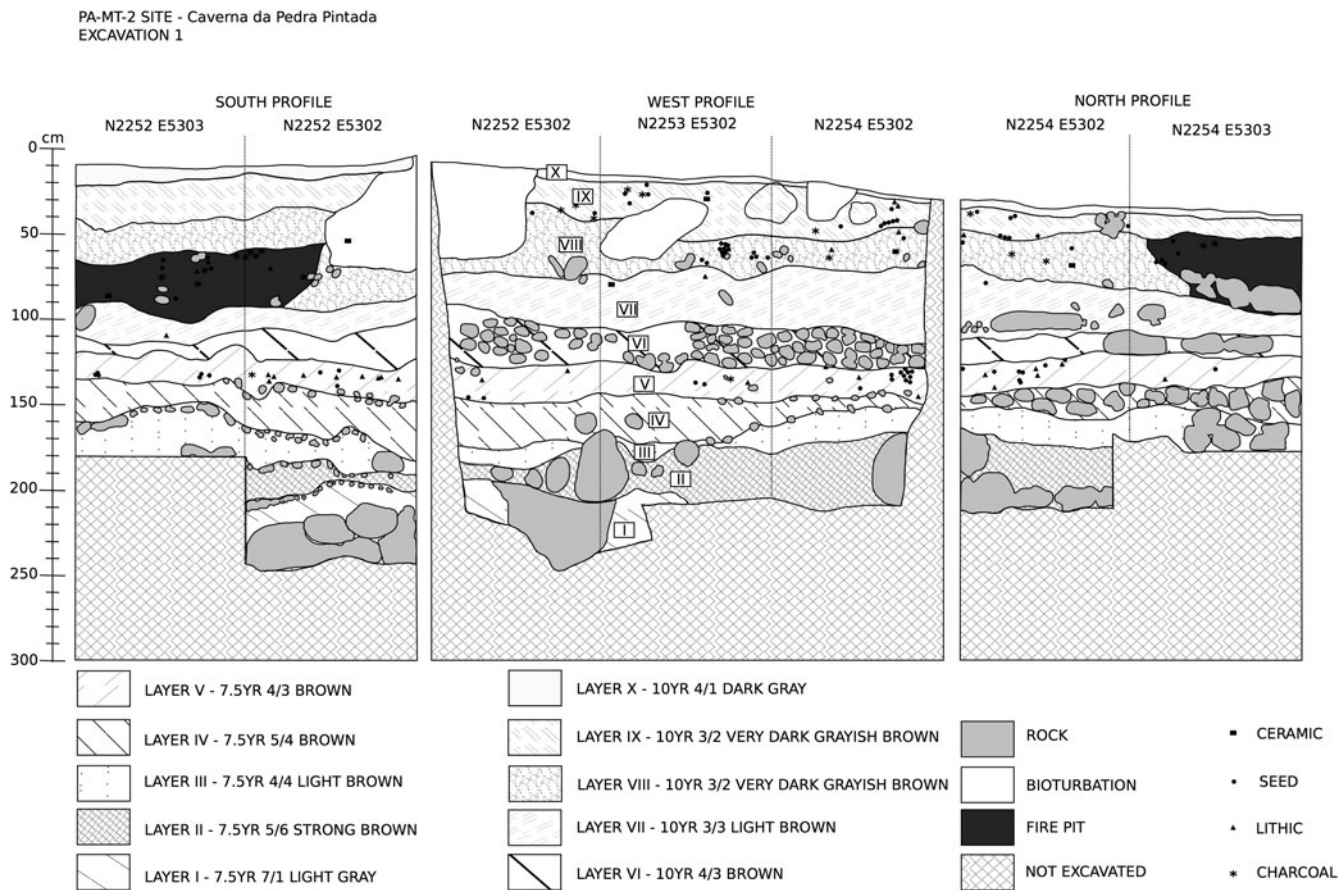 PA-MT-2 SITE - Caverna da Pedra Pintada
EXCAVATION 1
SOUTH PROFILE
WEST PROFILE
NORTH PROFILE
N2252 E5303
N2252 E5302
N2252 E5302
N2253 E5302
N2254 E5302
N2254 E5302
N2254 E5303
cm
0
50
100
150
200
250
300
X
IX
VIII
VII
VI
V
IV
III
II
I
LAYER V - 7.5YR 4/3 BROWN
LAYER IV - 7.5YR 5/4 BROWN
LAYER III - 7.5YR 4/4 LIGHT BROWN
LAYER II - 7.5YR 5/6 STRONG BROWN
LAYER I - 7.5YR 7/1 LIGHT GRAY
LAYER X - 10YR 4/1 DARK GRAY
LAYER IX - 10YR 3/2 VERY DARK GRAYISH BROWN
LAYER VIII - 10YR 3/2 VERY DARK GRAYISH BROWN
LAYER VII - 10YR 3/3 LIGHT BROWN
LAYER VI - 10YR 4/3 BROWN
ROCK
BIOTURBATION
FIRE PIT
NOT EXCAVATED
CERAMIC
SEED
LITHIC
CHARCOAL